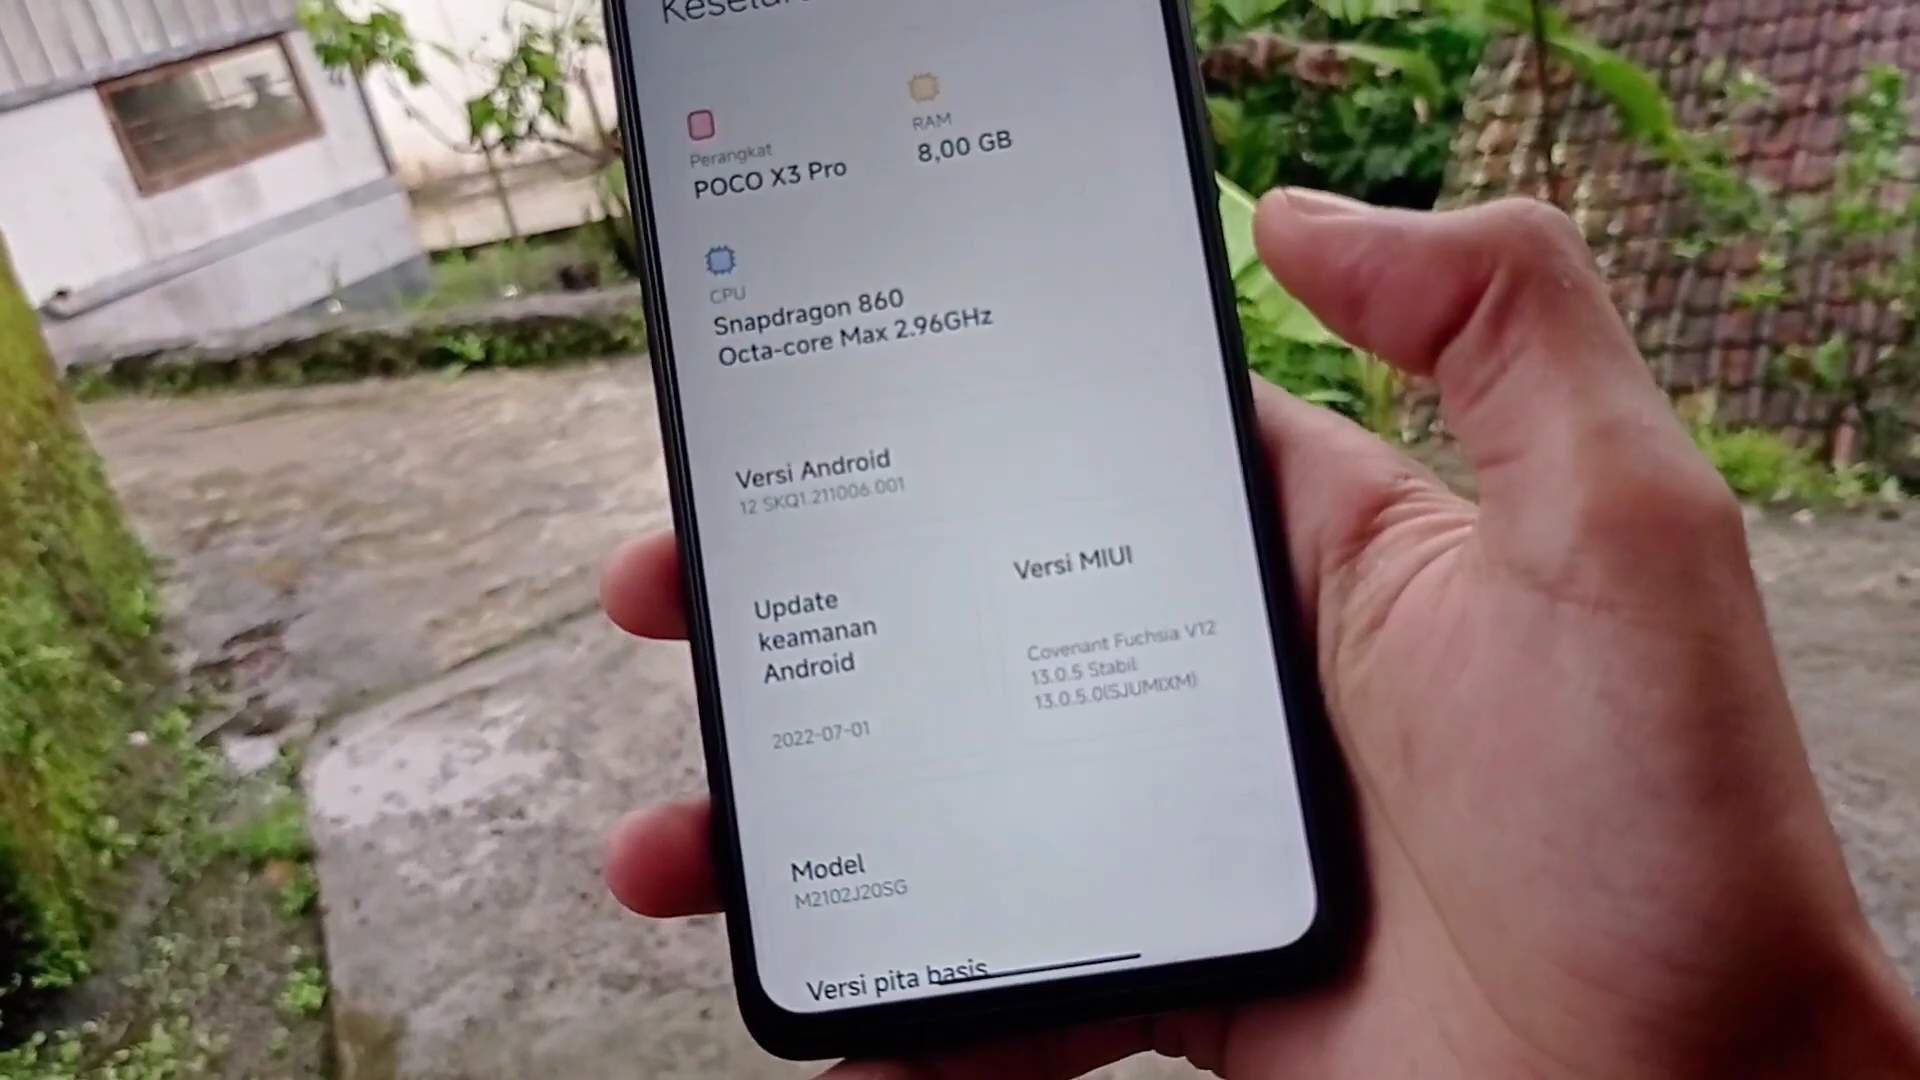 Perangkat
POCO X3 Pro
RAM
8,00 GB
CPU
Snapdragon 860
Octa-core Max 2.96GHz
Versi Android
12 SKQ1.211006.001
Update
keamanan
Android
2022-07-01
Versi MIUI
Covenant Fuchsia V12
13.0.5 Stabil
13.0.5.0(SJUMIXM)
Model
M2102J20SG
Versi pita basis